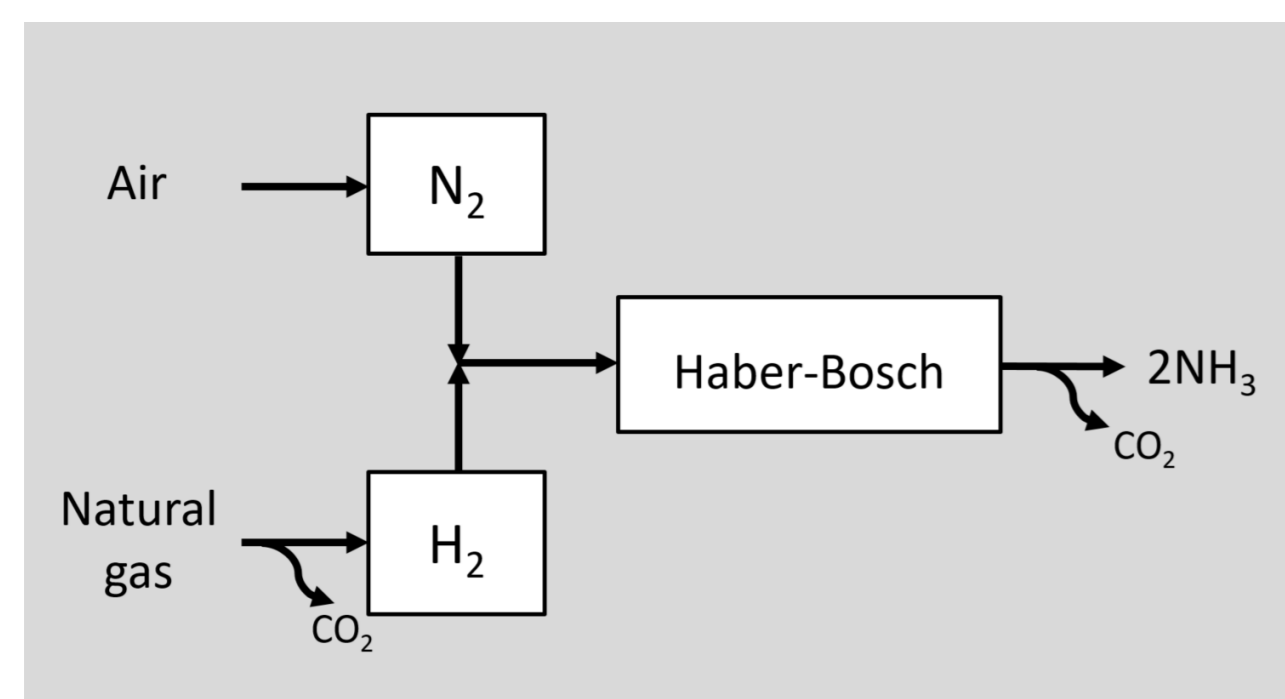 Air
N₂
Haber-Bosch
2NH₃
CO₂
Natural
gas
H₂
CO₂